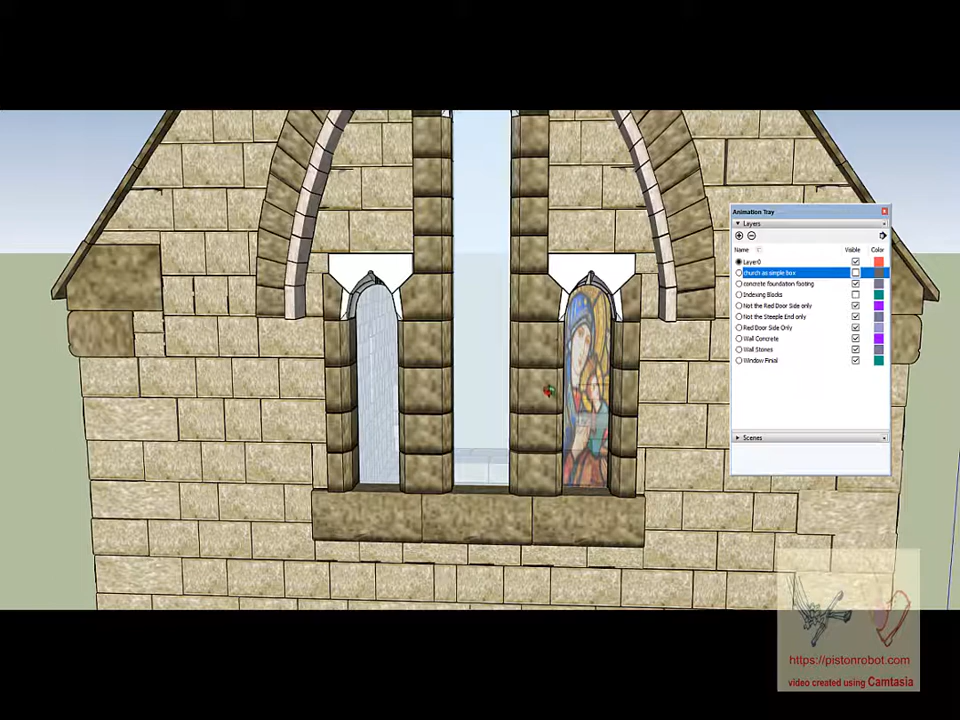 Animation Tray
Layers
Name Visible Color
Layer0
church as simple box
concrete foundation footing
Indexing Blocks
Not the Red Door Side only
Not the Steeple End only
Red Door Side Only
Wall Concrete
Wall Stones
Window Finial
Scenes
https://pistonrobot.com
video created using Camtasia